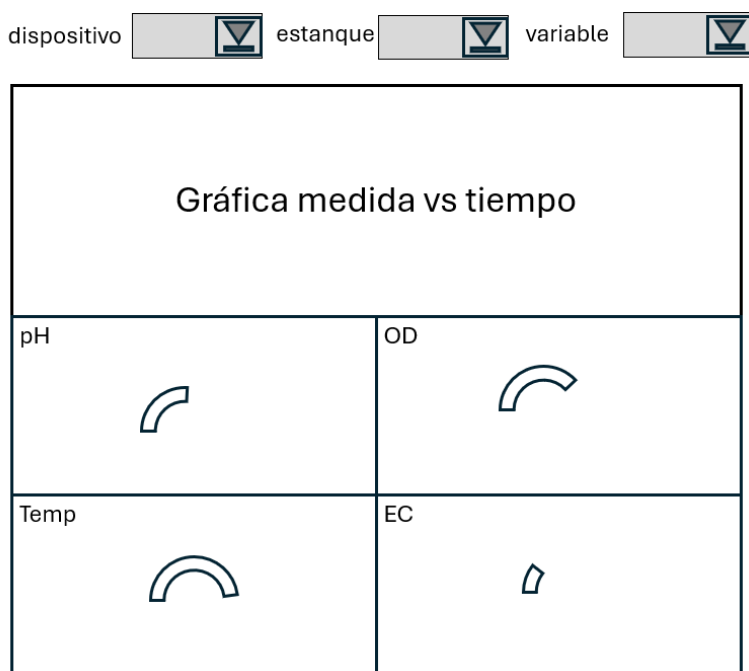 dispositivo estanque variable
Gráfica medida vs tiempo
pH OD
Temp EC